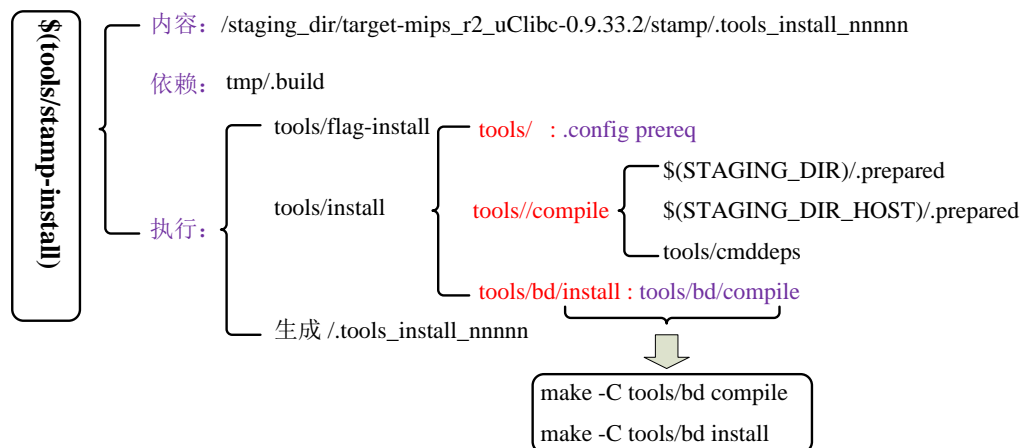 $(tools/stamp-install)
内容：/staging_dir/target-mips_r2_uClibc-0.9.33.2/stamp/.tools_install_nnnnn
依赖：tmp/.build
执行：
tools/flag-install
tools/install
tools/ : .config prereq
tools//compile
$(STAGING_DIR)/.prepared
$(STAGING_DIR_HOST)/.prepared
tools/cmddeps
tools/bd/install : tools/bd/compile
生成 /.tools_install_nnnnn
make -C tools/bd compile
make -C tools/bd install